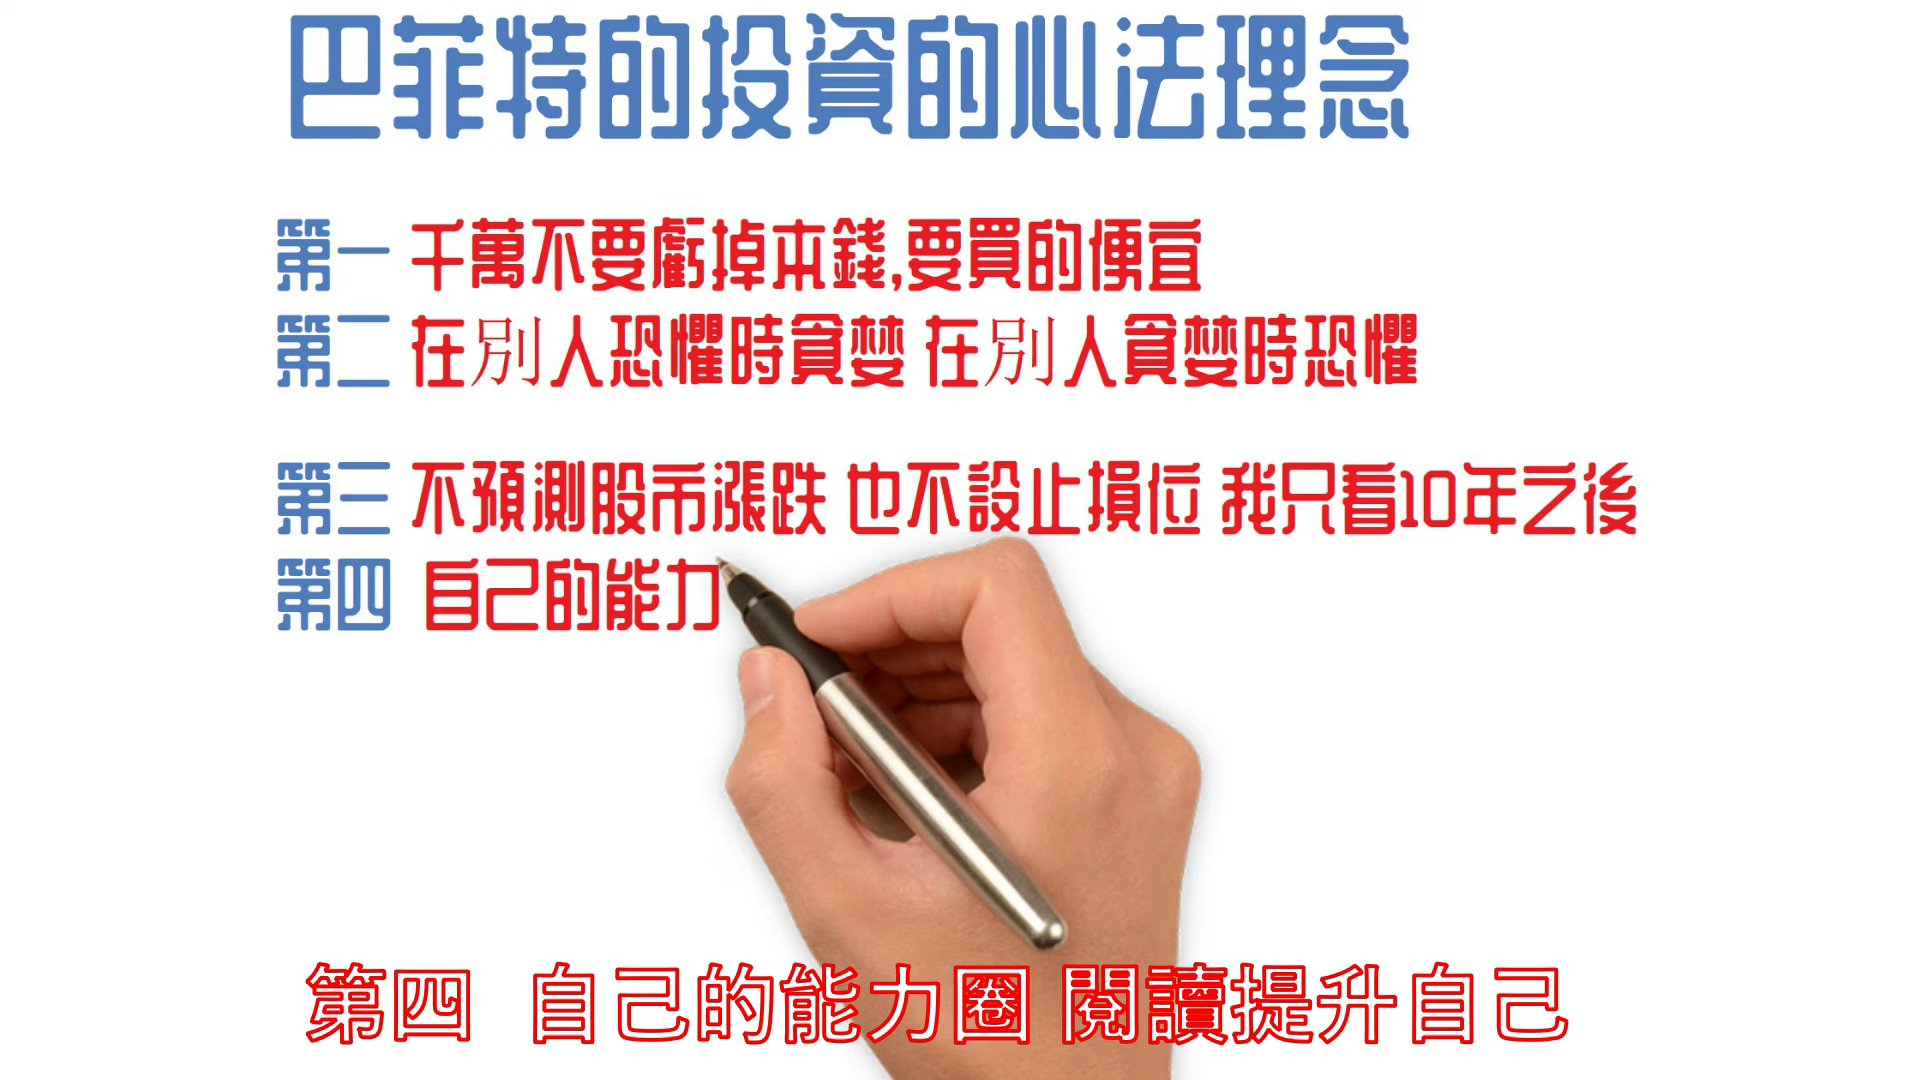 巴菲特的投資的心法理念
第一 千萬不要虧掉本錢,要買的便宜
第二 在別人恐懼時貪婪 在別人貪婪時恐懼
第三 不預測股市漲跌 也不設止損位 我只看10年之後
第四 自己的能力
第四 自己的能力圈 閱讀提升自己